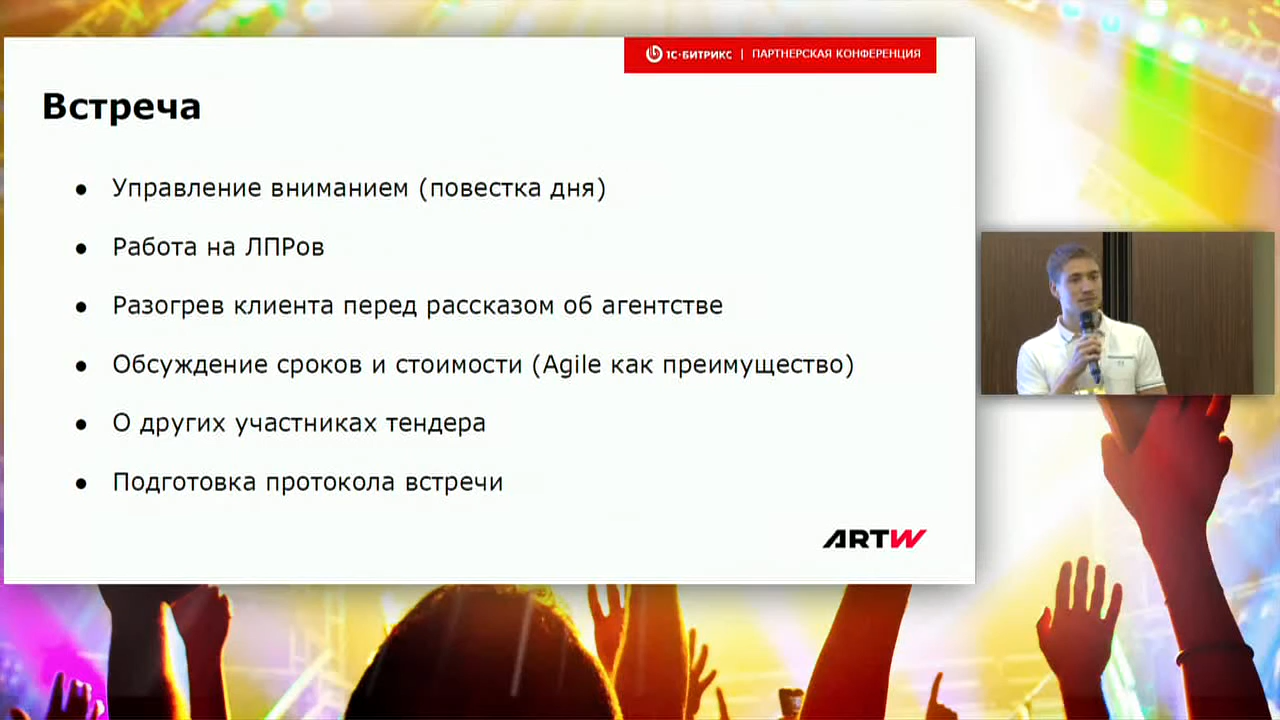 1С-БИТРИКС | ПАРТНЕРСКАЯ КОНФЕРЕНЦИЯ
Встреча
● Управление вниманием (повестка дня)
● Работа на ЛПРов
● Разогрев клиента перед рассказом об агентстве
● Обсуждение сроков и стоимости (Agile как преимущество)
● О других участниках тендера
● Подготовка протокола встречи
ARTW